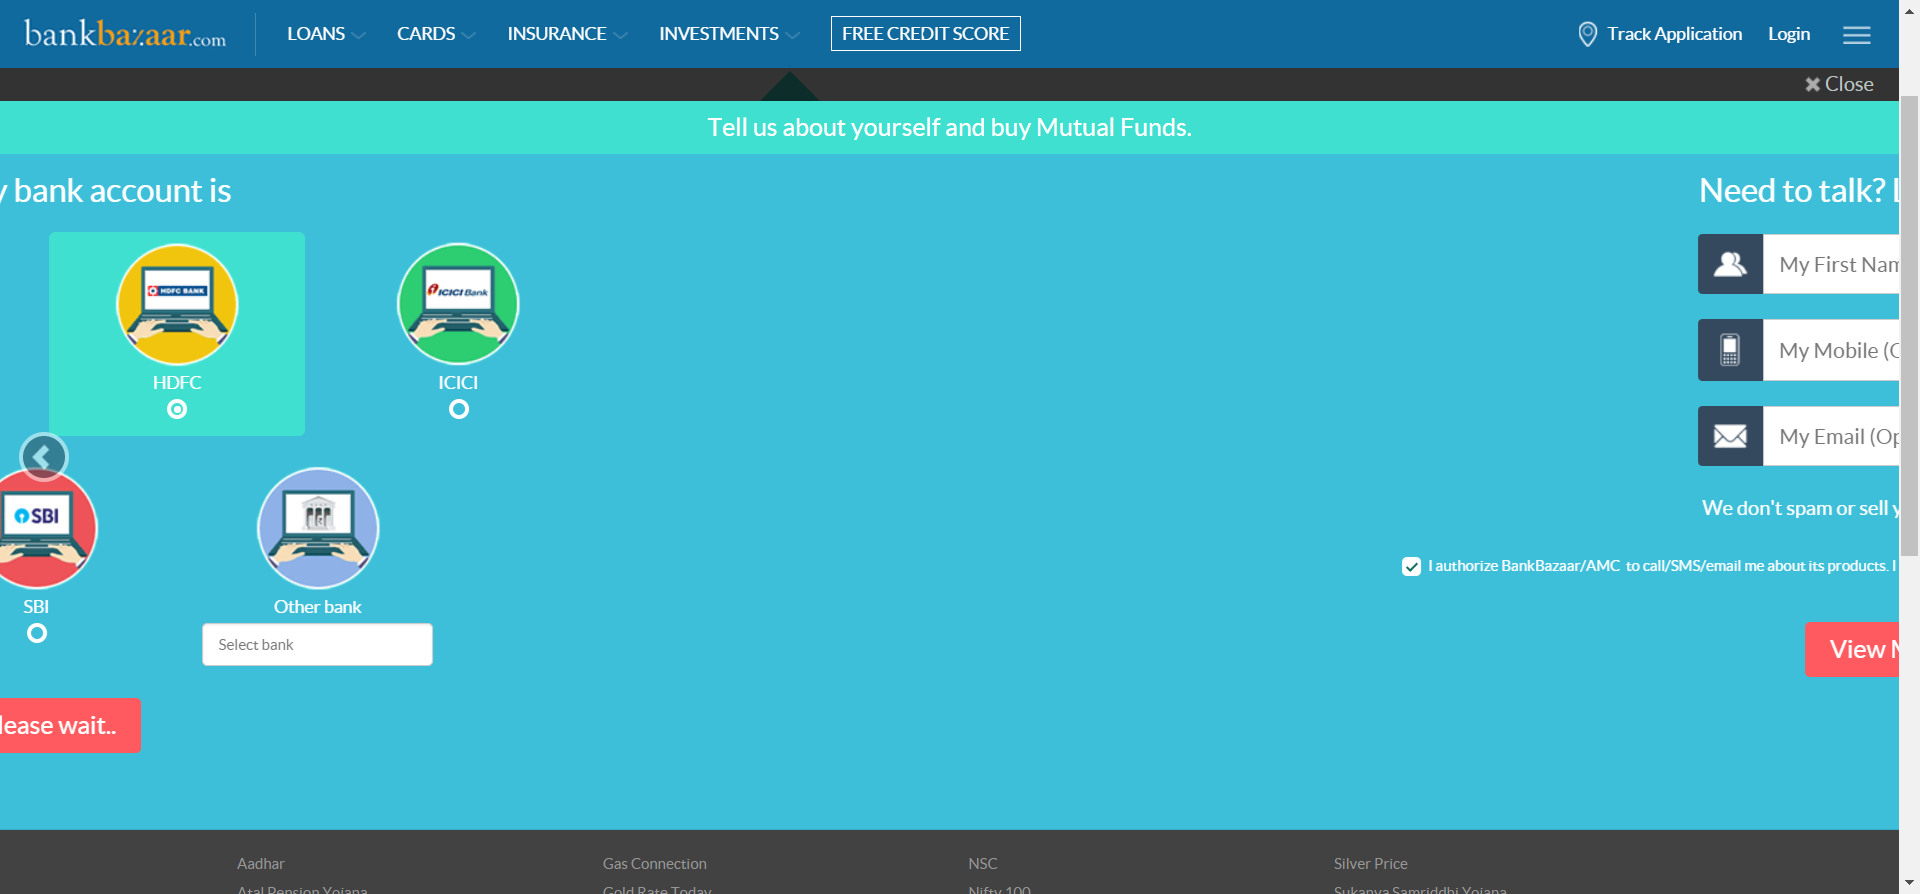 bankbazaar.com
LOANS
CARDS
INSURANCE
INVESTMENTS
FREE CREDIT SCORE
Track Application
Login
Close
Tell us about yourself and buy Mutual Funds.
y bank account is
Need to talk?
HDFC BANK
ICICI Bank
My First Nam
HDFC
ICICI
My Mobile (O
My Email (Op
SBI
We don't spam or sell y
I authorize BankBazaar/AMC to call/SMS/email me about its products. I
SBI
Other bank
Select bank
View M
lease wait..
Aadhar
Gas Connection
NSC
Silver Price
Atal Pension Yojana
Gold Rate Today
Nifty 100
Sukanya Samriddhi Yojana